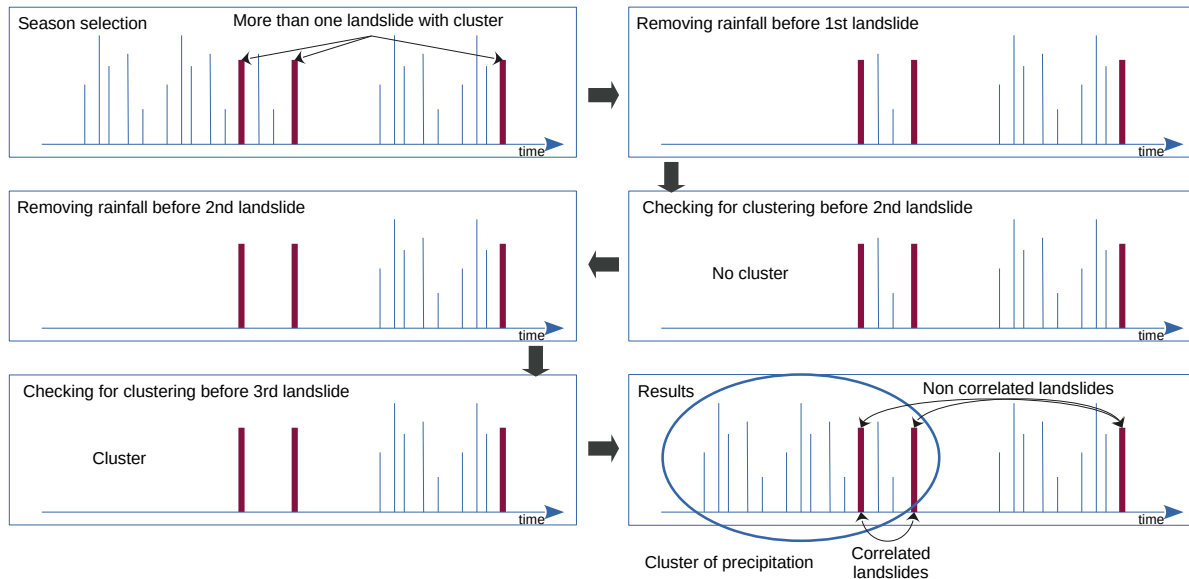 Season selection
More than one landslide with cluster
time
Removing rainfall before 1st landslide
time
Removing rainfall before 2nd landslide
time
Checking for clustering before 2nd landslide
No cluster
time
Checking for clustering before 3rd landslide
Cluster
time
Results
Non correlated landslides
time
Cluster of precipitation
Correlated
landslides